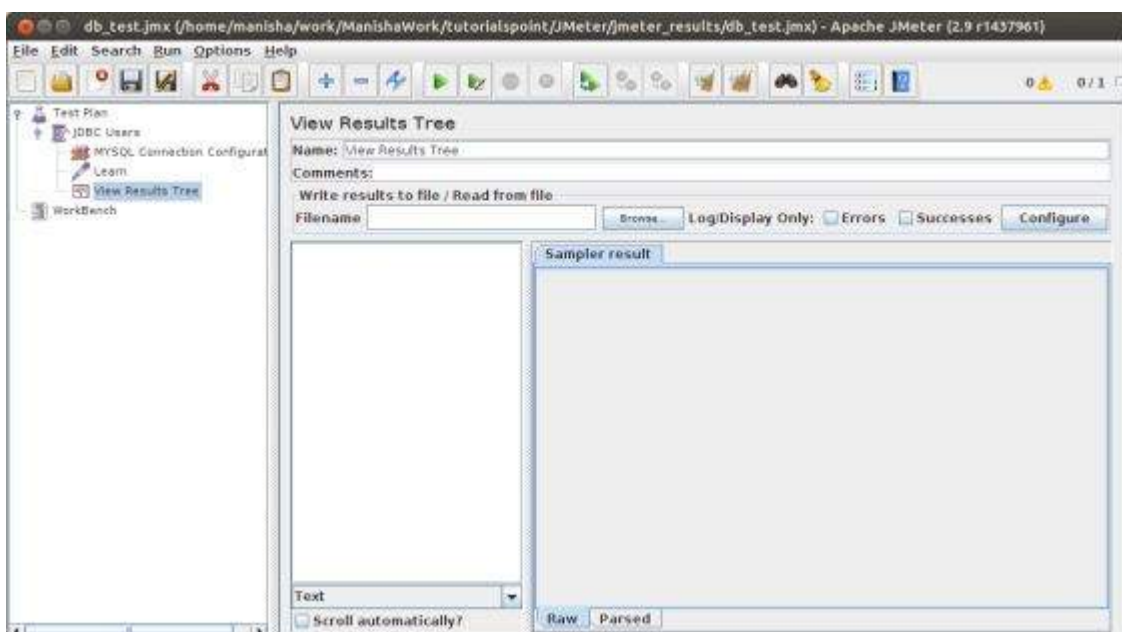 db_test.jmx (/home/manisha/work/ManishaWork/tutorialspoint/JMeter/jmeter_results/db_test.jmx) - Apache JMeter (2.9 r1437961)
File Edit Search Run Options Help
0 0/1
Test Plan
JDBC Users
MYSQL Connection Configurat
Learn
View Results Tree
WorkBench
View Results Tree
Name: View Results Tree
Comments:
Write results to file / Read from file
Filename Browse... Log/Display Only: Errors Successes Configure
Sampler result
Text
Scroll automatically?
Raw Parsed